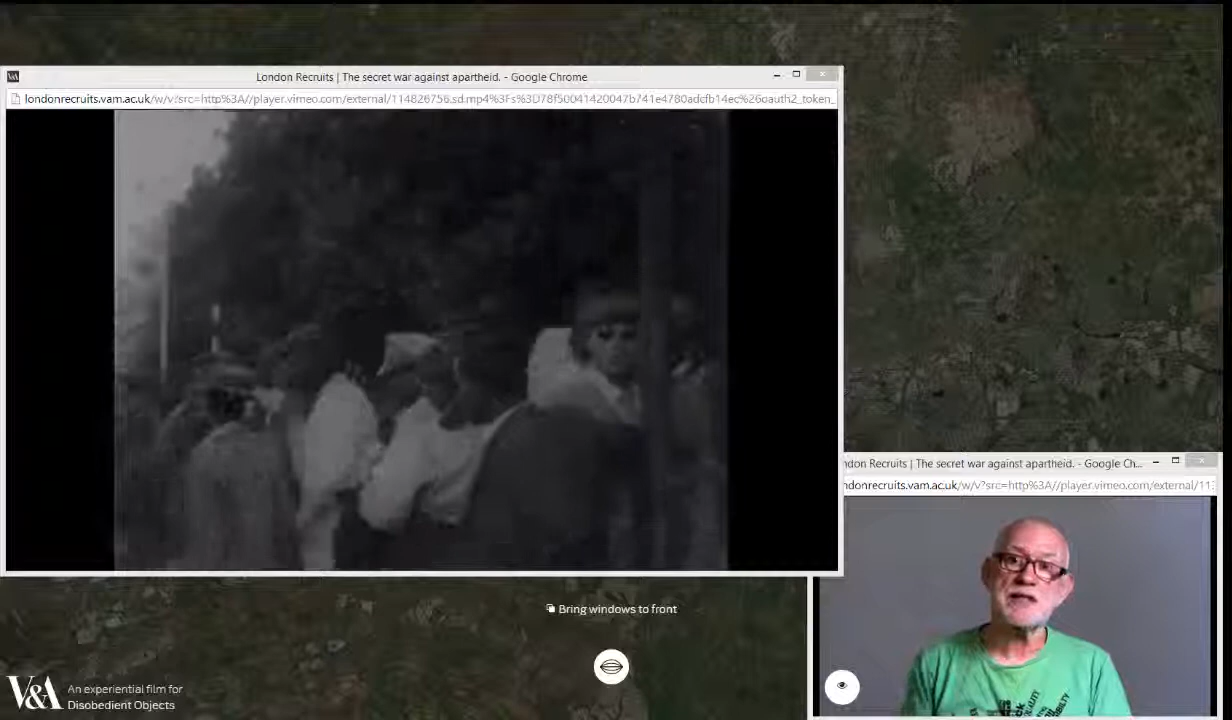 London Recruits | The secret war against apartheid. - Google Chrome
londonrecruits.vam.ac.uk/w/v?src=http%3A//player.vimeo.com/external/114826756.sd.mp4%3Fs%3D78f50041420047b741e4780adcfb14ec%26oauth2_token_
ndon Recruits | The secret war against apartheid. - Google Ch...
ndonrecruits.vam.ac.uk/w/v?src=http%3A//player.vimeo.com/external/11
Bring windows to front
V&A
An experiential film for
Disobedient Objects